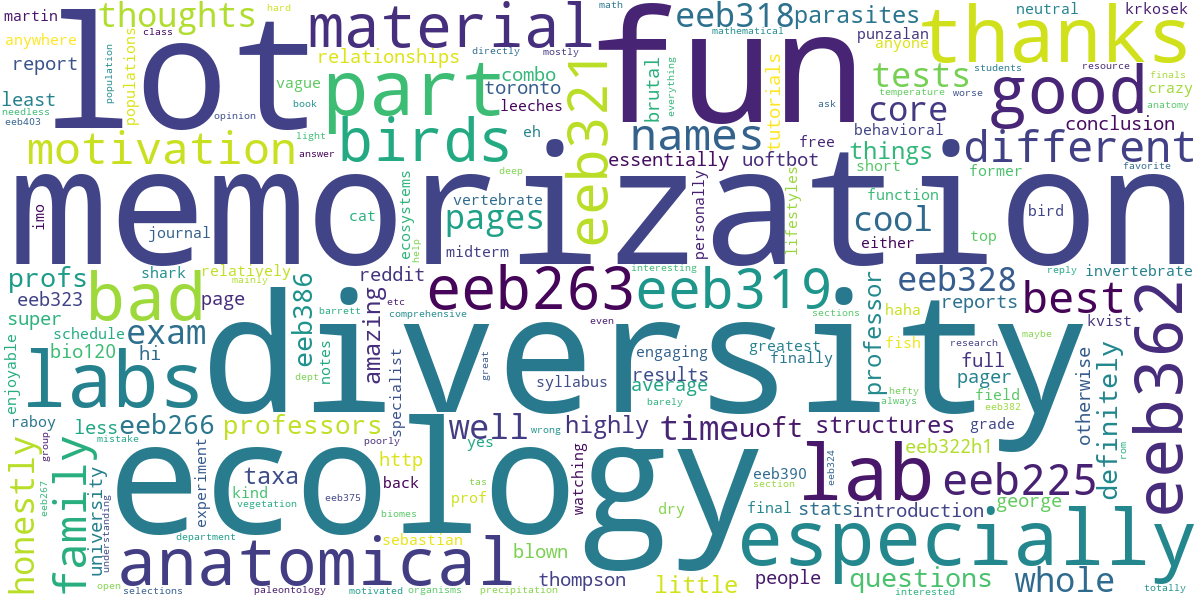 martin
thoughts
lot
material
fun
eeb318
parasites
neutral
krkosek
hard
math
anywhere
class
populations
relationships
directly
mostly
mathematical
punzalan
anyone
thanks
report
population
vague
combo
toronto
leeches
part
eeb321
brutal
everything
tutorials
tests
students
resource
finals
crazy
temperature
worse
anatomy
least
needless
eeb403
book
opinion
light
eh
names
ask
core
good
motivation
answer
birds
deep
essentially
uoftbot
free
behavioral
things
short
conclusion
different
former
favorite
memorization
imo
journal
cat
ecosystems
help
vertebrate
pages
midterm
personally
lifestyles
function
cool
either
top
bird
profs
shark
relatively
mainly
reddit
interesting
eeb263
eeb319
sections
professor
eeb328
reply
invertebrate
eeb323
bad
page
eeb386
barrett
etc
comprehensive
even
reports
best
kvist
eeb362
super
schedule
exam
amazing
haha
maybe
enjoyable
bio120
hi
labs
notes
dept
diversity
specialist
great
engaging
results
syllabus
average
barely
greatest
finally
fish
hefty
always
research
full
pager
field
eeb382
otherwise
definitely
raboy
less
eeb266
professors
poorly
well
wrong
highly
time
uoft
structures
grade
honestly
group
family
mistake
taxa
yes
http
back
watching
lab
eeb324
eeb322h1
rom
eeb267
university
understanding
experiment
kind
vegetation
ecology
eeb375
tas
prof
biomes
eeb390
section
eeb225
george
dry
final
stats
introduction
department
sebastian
especially
anatomical
blown
open
selections
paleontology
motivated
organisms
precipitation
thompson
little
people
questions
interested
whole
totally